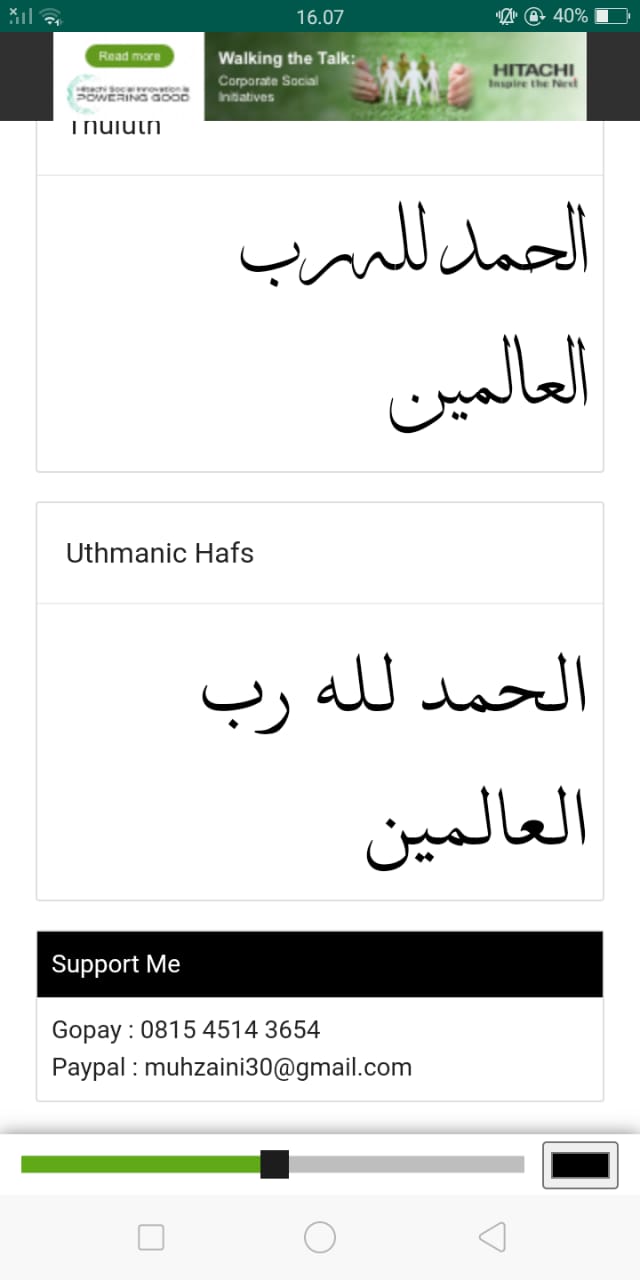 16.07
40%
Read more
Hitachi Social Innovation is
POWERING GOOD
Walking the Talk:
Corporate Social
Initiatives
HITACHI
Inspire the Next
Thuluth
الحمد لله رب
العالمين
Uthmanic Hafs
الحمد لله رب
العالمين
Support Me
Gopay : 0815 4514 3654
Paypal : muhzaini30@gmail.com